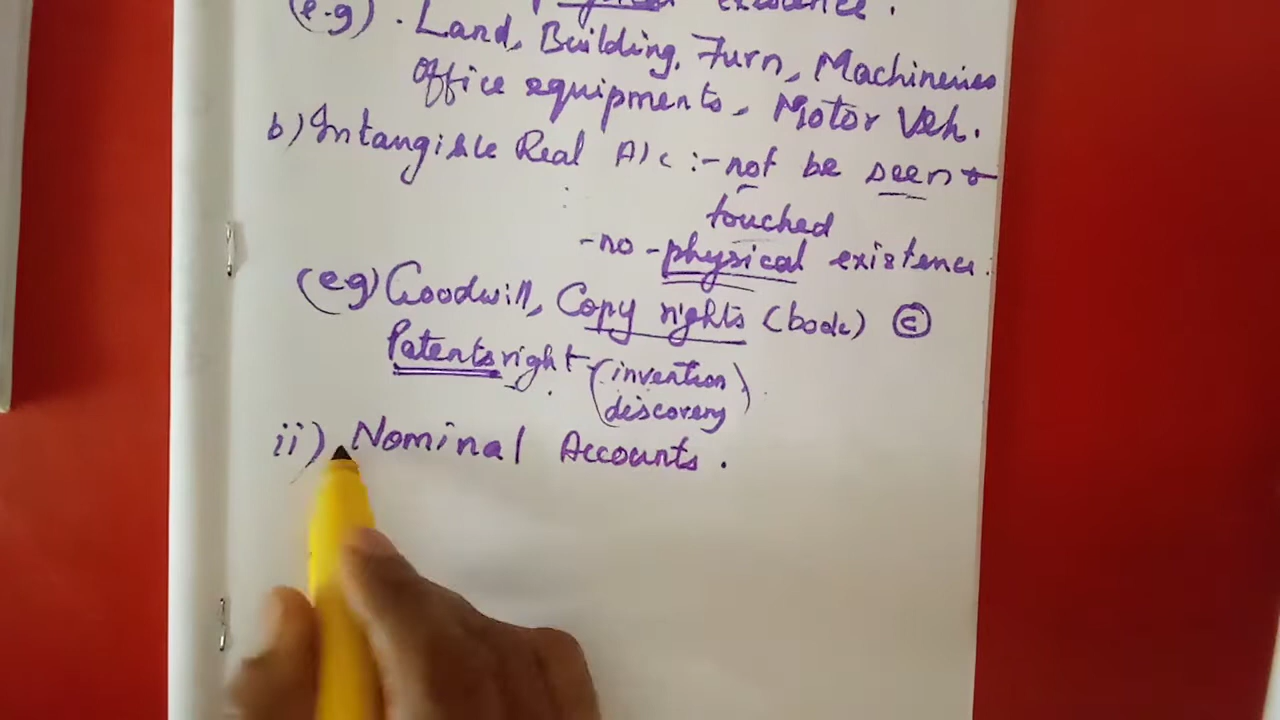 (e.g) . Land, Building, Furn, Machineries
Office equipments, Motor Veh.
b) Intangible Real A/c :- not be seen or
touched
- no - physical existence.
(eg) Goodwill, Copy rights (book) ©
Patents right - (invention
discovery)
ii) Nominal Accounts.